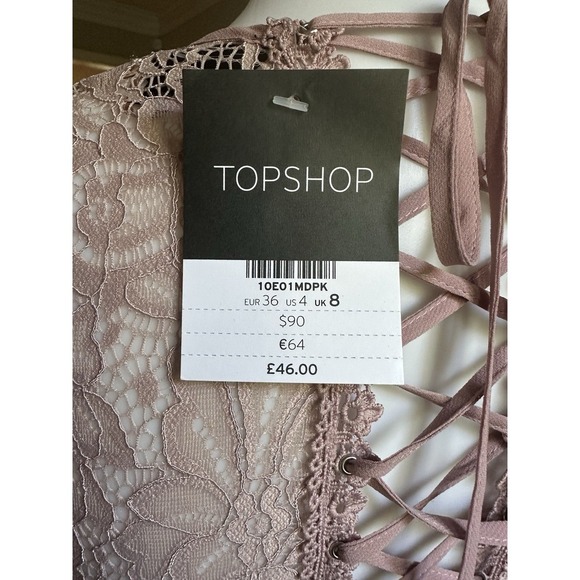 TOPSHOP
10E01MDPK
EUR 36 US 4 UK 8
$90
€64
£46.00